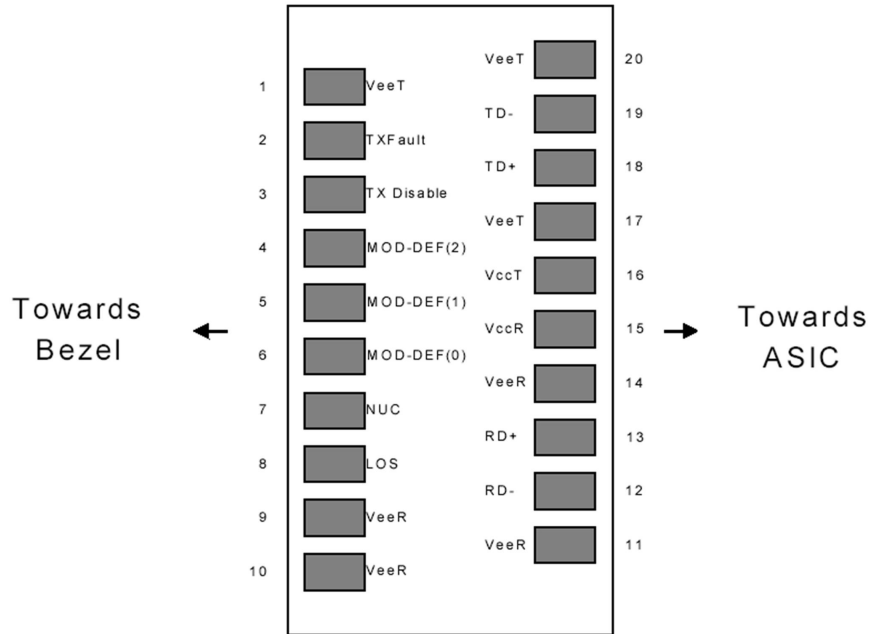 VeeT 20
1 VeeT
TD- 19
2 TXFault
TD+ 18
3 TX Disable
VeeT 17
4 MOD-DEF(2)
VccT 16
5 MOD-DEF(1)
Towards
Bezel
VccR 15
Towards
ASIC
6 MOD-DEF(0)
VeeR 14
7 NUC
RD+ 13
8 LOS
RD- 12
9 VeeR
VeeR 11
10 VeeR